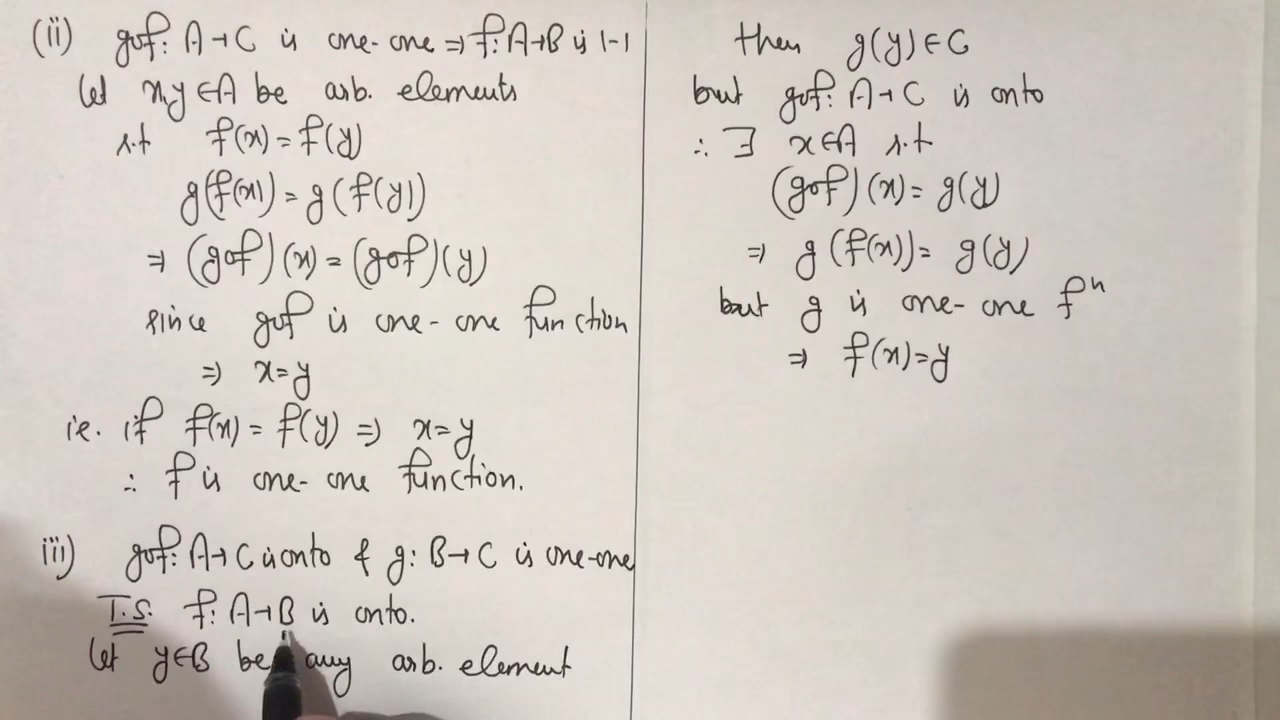 (ii) gof: A→C is one-one ⇒ f: A→B is 1-1
Let x,y ∈A be arb. elements
s.t f(x) = f(y)
g(f(x)) = g(f(y))
⇒ (gof)(x) = (gof)(y)
since gof is one-one function
⇒ x=y
i.e. if f(x) = f(y) ⇒ x=y
∴ f is one-one function.
iii) gof: A→C is onto & g: B→C is one-one
T.S. f: A→B is onto.
Let y∈B be any arb. element
then g(y) ∈ C
but gof: A→C is onto
∴ ∃ x∈A s.t
(gof)(x) = g(y)
⇒ g(f(x)) = g(y)
but g is one-one fⁿ
⇒ f(x)=y